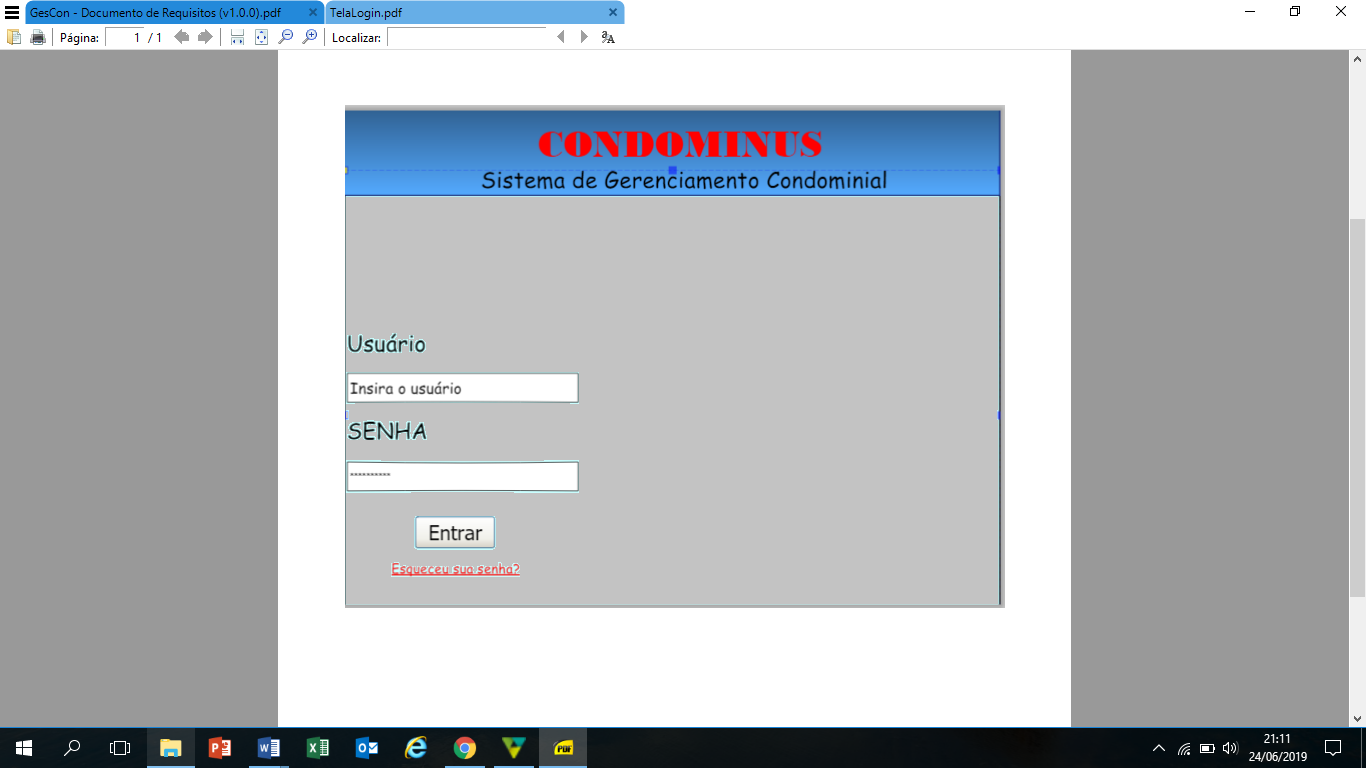 GesCon - Documento de Requisitos (v1.0.0).pdf
TelaLogin.pdf
Página: 1 / 1
Localizar:
CONDOMINUS
Sistema de Gerenciamento Condominial
Usuário
Insira o usuário
SENHA
**********
Entrar
Esqueceu sua senha?
21:11
24/06/2019